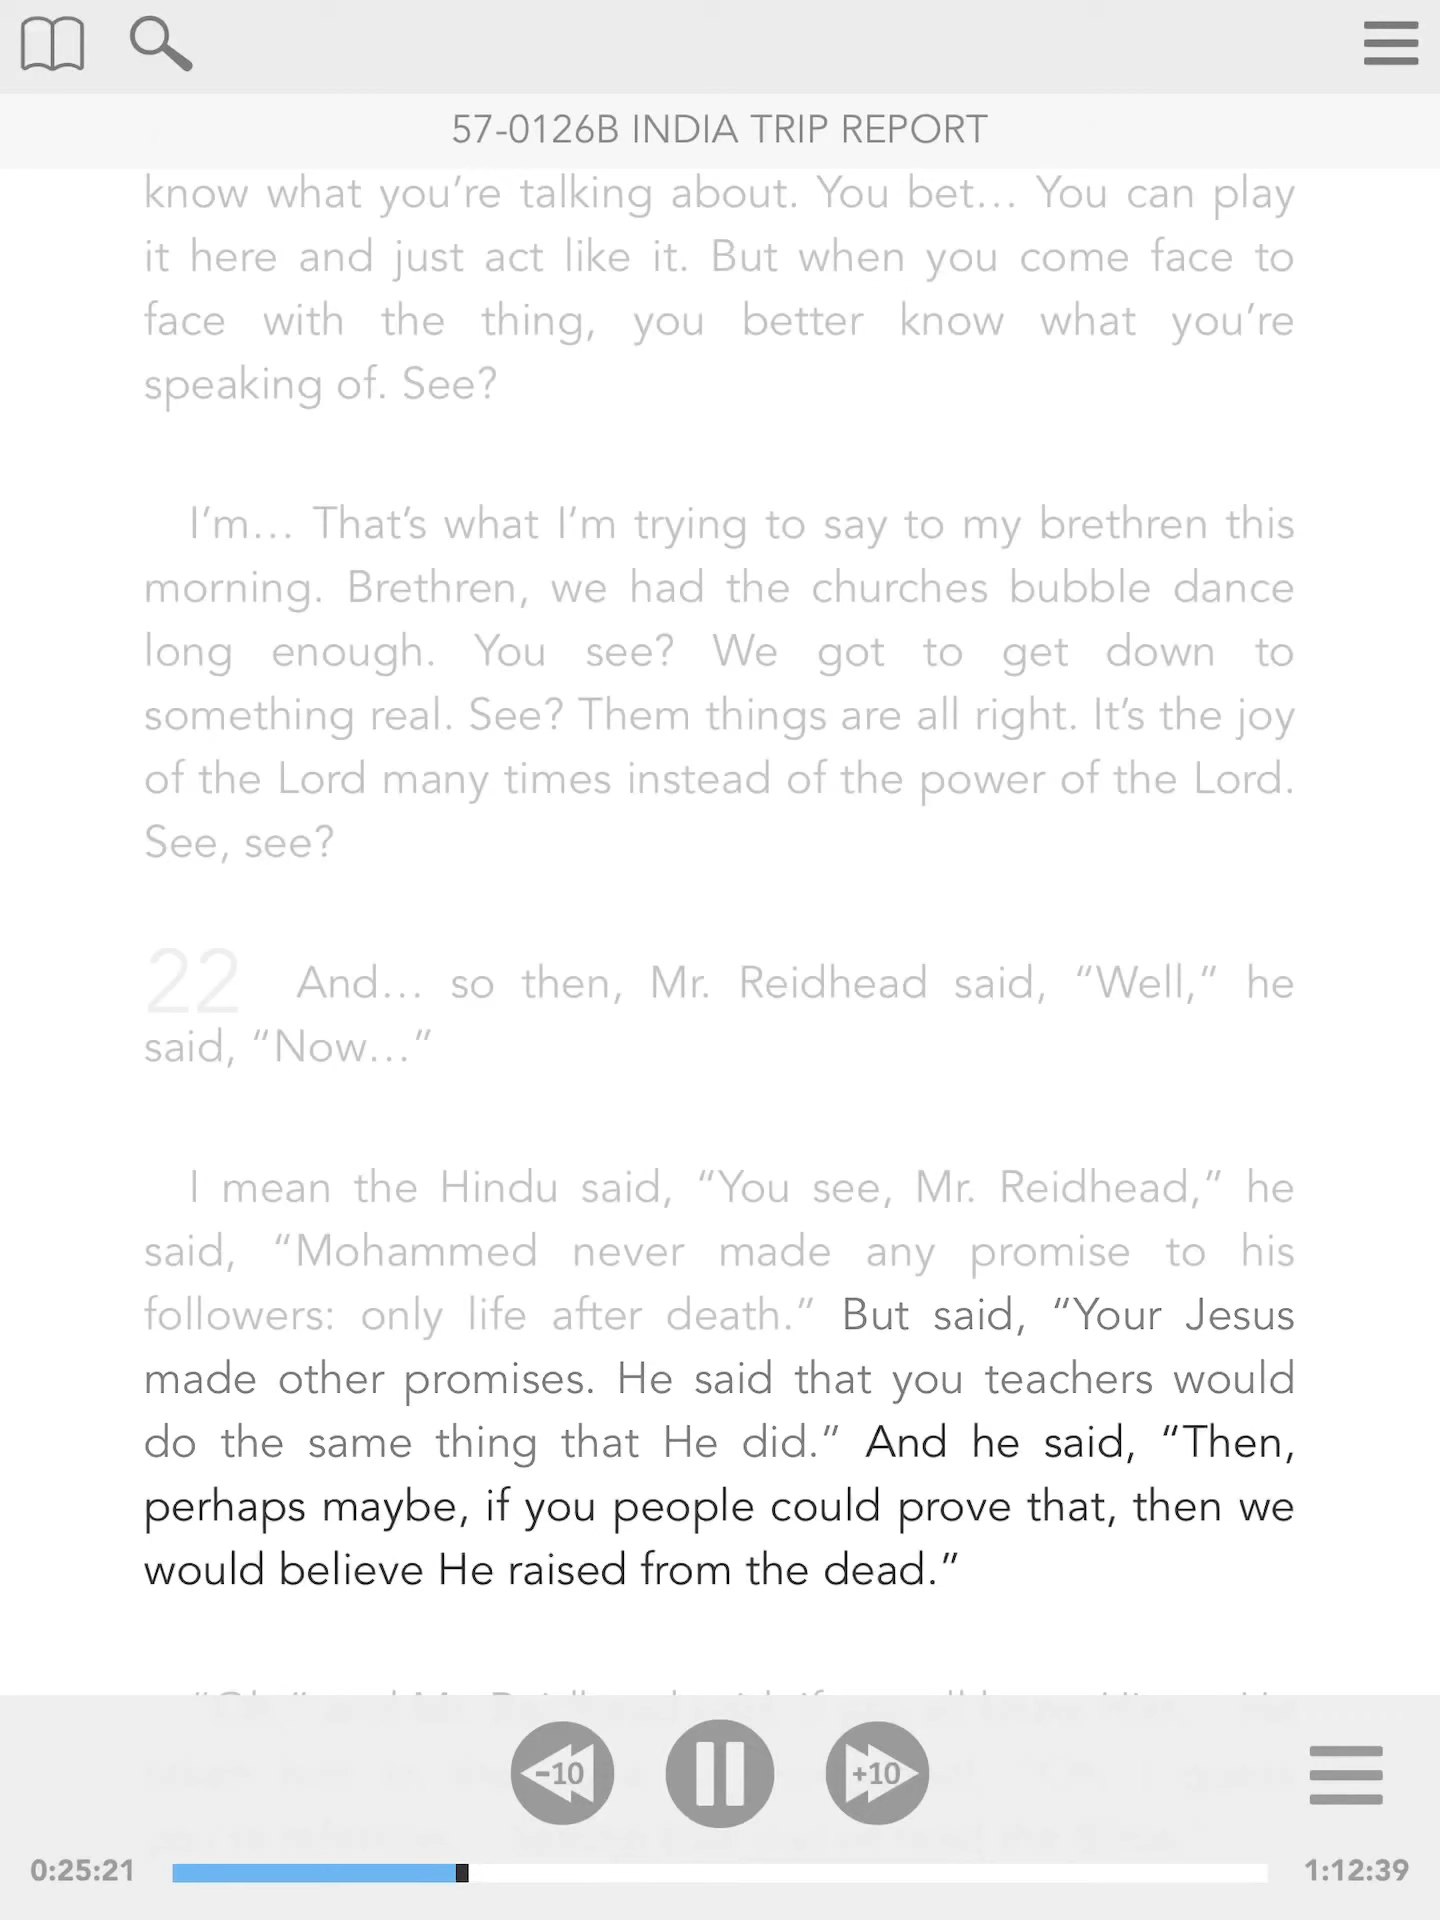 57-0126B INDIA TRIP REPORT
know what you’re talking about. You bet… You can play
it here and just act like it. But when you come face to
face with the thing, you better know what you’re
speaking of. See?
I’m… That’s what I’m trying to say to my brethren this
morning. Brethren, we had the churches bubble dance
long enough. You see? We got to get down to
something real. See? Them things are all right. It’s the joy
of the Lord many times instead of the power of the Lord.
See, see?
22 And… so then, Mr. Reidhead said, “Well,” he
said, “Now…”
I mean the Hindu said, “You see, Mr. Reidhead,” he
said, “Mohammed never made any promise to his
followers: only life after death.” But said, “Your Jesus
made other promises. He said that you teachers would
do the same thing that He did.” And he said, “Then,
perhaps maybe, if you people could prove that, then we
would believe He raised from the dead.”
-10 +10
0:25:21 1:12:39